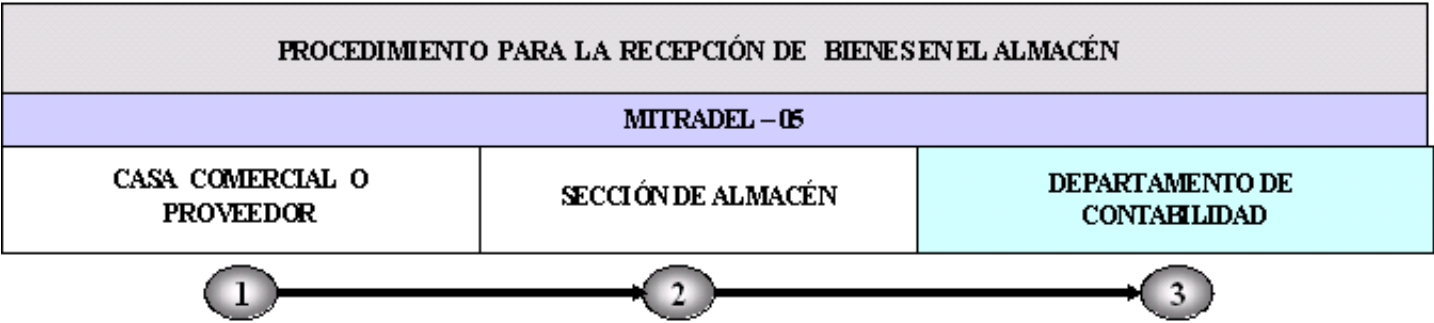 PROCEDIMIENTO PARA LA RECEPCIÓN DE BIENES EN EL ALMACÉN
MITRADEL – 05
CASA COMERCIAL O
PROVEEDOR
SECCIÓN DE ALMACÉN
DEPARTAMENTO DE
CONTABILIDAD
1
2
3